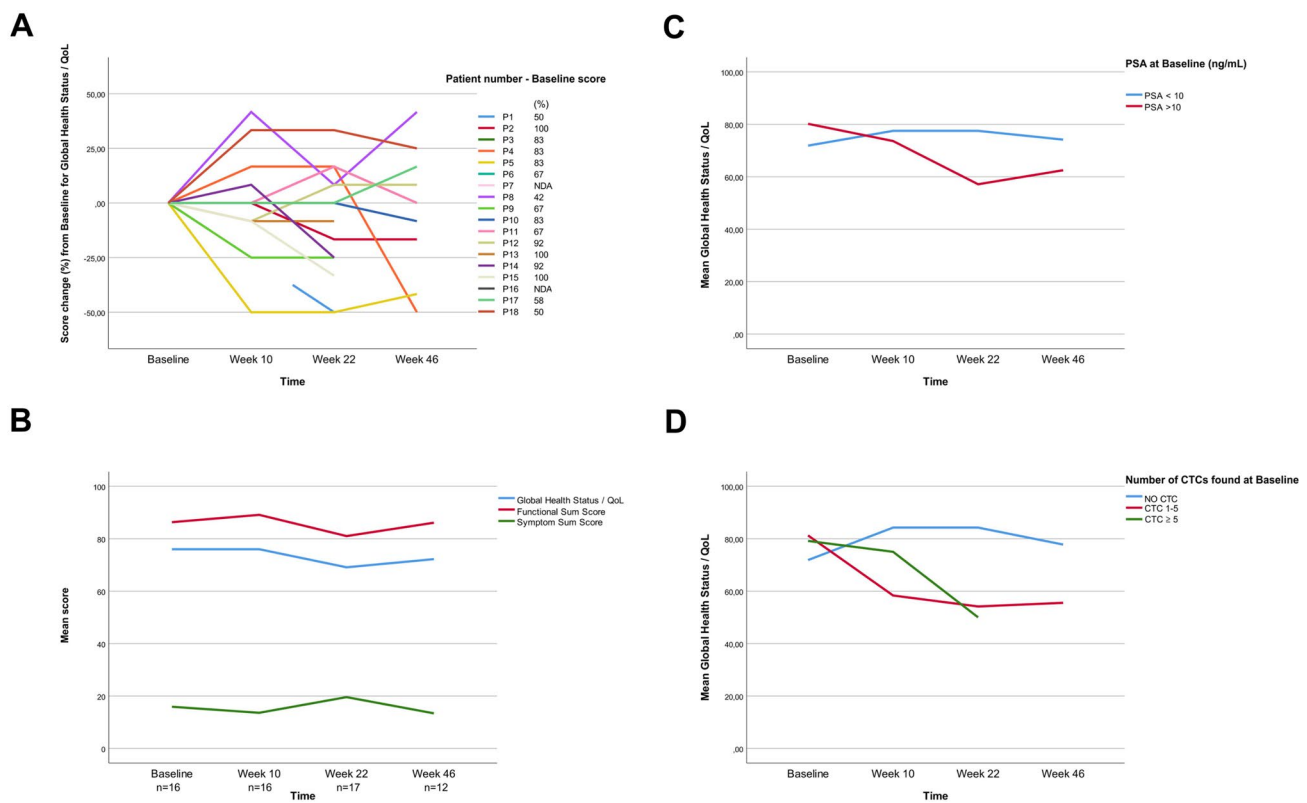 A
Score change (%) from Baseline for Global Health Status / QoL
50,00
25,00
,00
-25,00
-50,00
Baseline
Week 10
Week 22
Week 46
Time
Patient number - Baseline score
(%)
P1 50
P2 100
P3 83
P4 83
P5 83
P6 67
P7 NDA
P8 42
P9 67
P10 83
P11 67
P12 92
P13 100
P14 92
P15 100
P16 NDA
P17 58
P18 50
C
Mean Global Health Status / QoL
100,00
80,00
60,00
40,00
20,00
,00
Baseline
Week 10
Week 22
Week 46
Time
PSA at Baseline (ng/mL)
PSA < 10
PSA >10
B
Mean score
100
80
60
40
20
0
Baseline
n=16
Week 10
n=16
Week 22
n=17
Week 46
n=12
Time
Global Health Status / QoL
Functional Sum Score
Symptom Sum Score
D
Mean Global Health Status / QoL
100,00
80,00
60,00
40,00
20,00
,00
Baseline
Week 10
Week 22
Week 46
Time
Number of CTCs found at Baseline
NO CTC
CTC 1-5
CTC ≥ 5